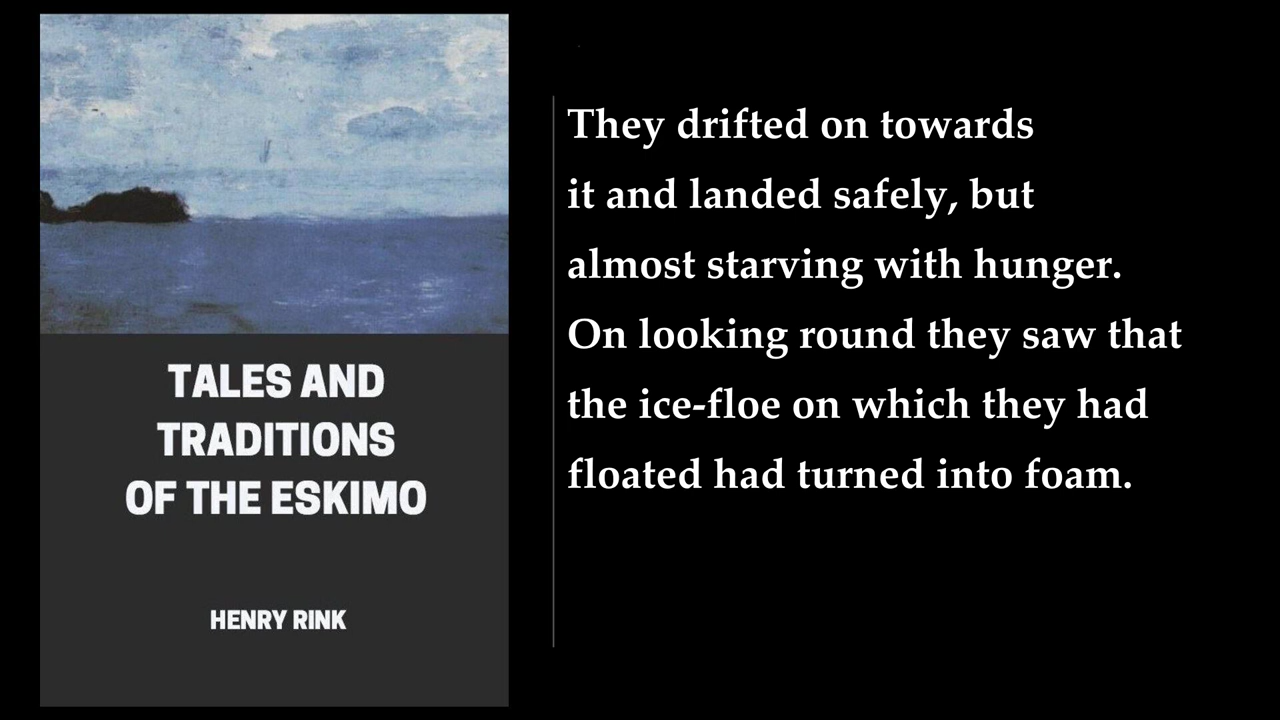 TALES AND
TRADITIONS
OF THE ESKIMO
HENRY RINK
They drifted on towards
it and landed safely, but
almost starving with hunger.
On looking round they saw that
the ice-floe on which they had
floated had turned into foam.